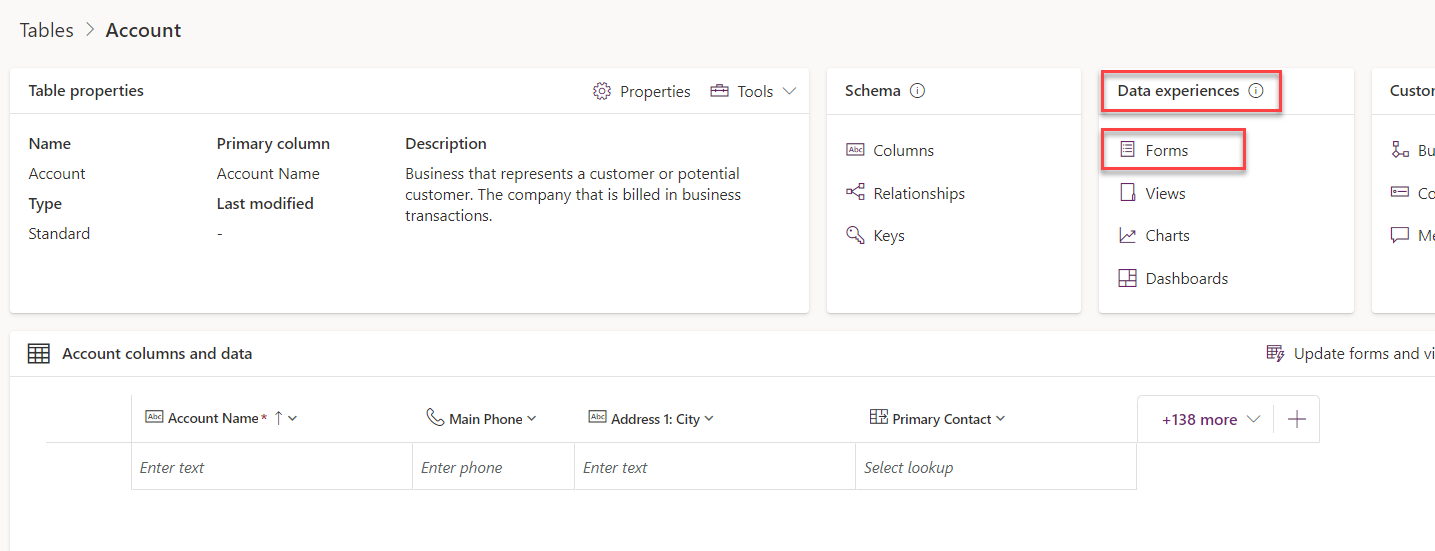 Tables > Account
Table properties
Properties
Tools
Name
Primary column
Description
Account
Account Name
Business that represents a customer or potential
customer. The company that is billed in business
transactions.
Type
Last modified
Standard
-
Schema
Columns
Relationships
Keys
Data experiences
Forms
Views
Charts
Dashboards
Custom
Bu
Co
Me
Account columns and data
Update forms and vi
Abc Account Name* ↑
Main Phone
Abc Address 1: City
Primary Contact
+138 more
+
Enter text
Enter phone
Enter text
Select lookup